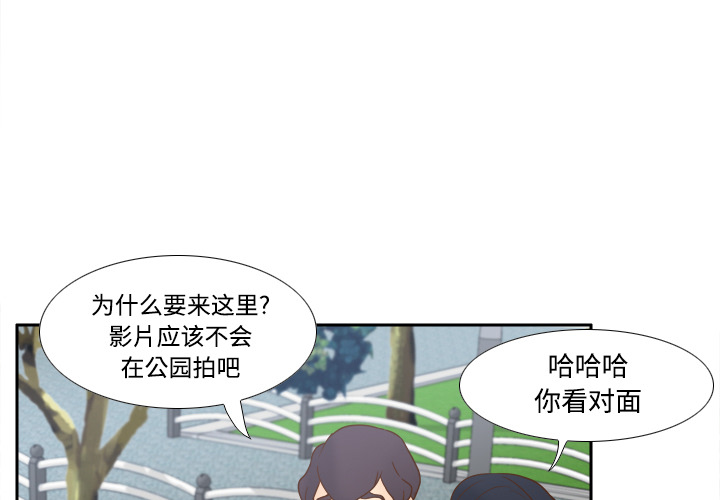 为什么要来这里?
影片应该不会
在公园拍吧
哈哈哈
你看对面